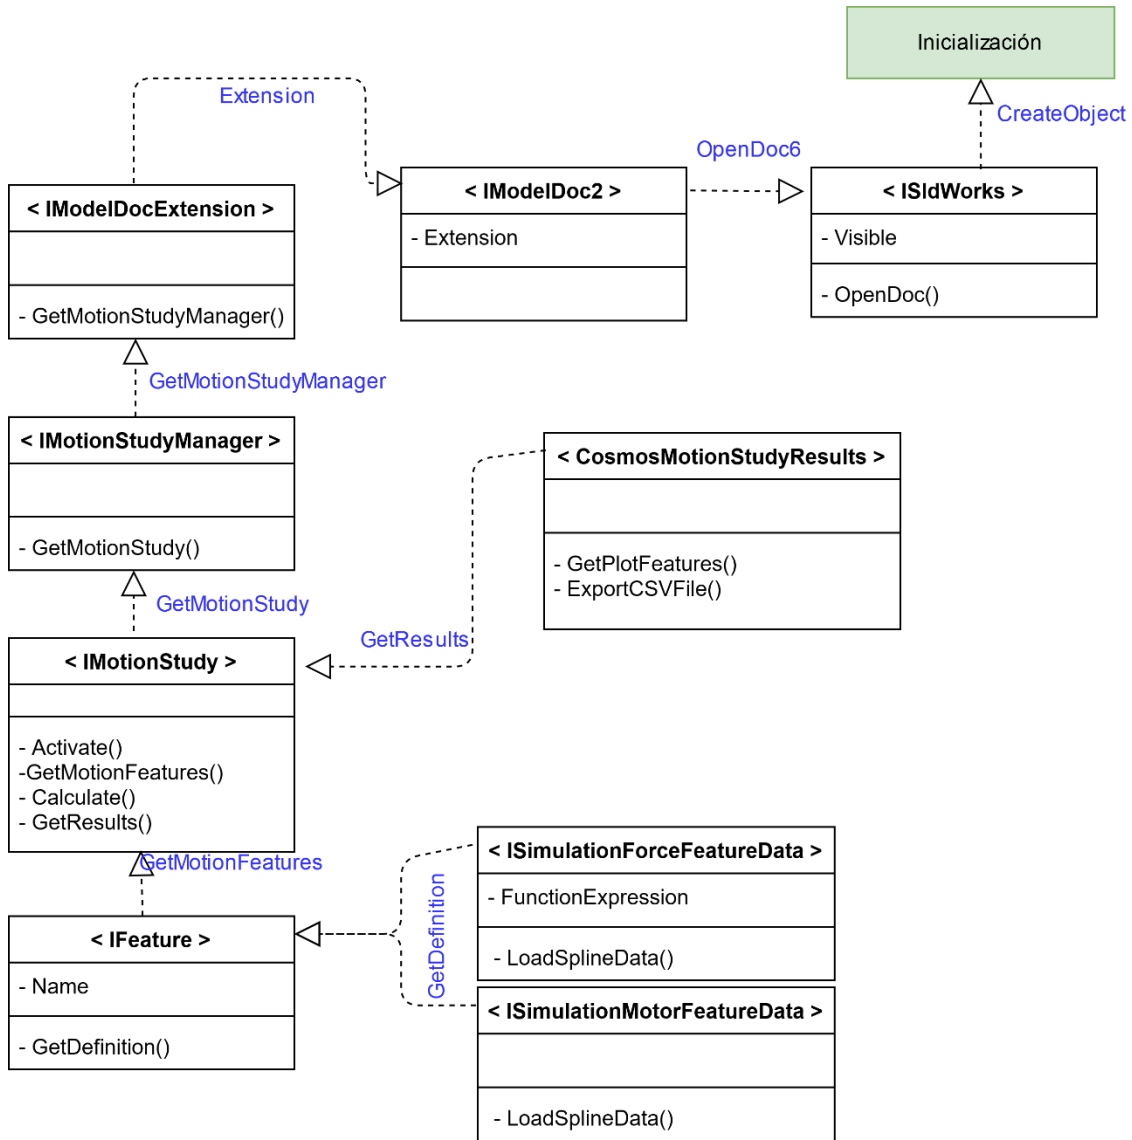 Inicialización
CreateObject
Extension
OpenDoc6
< IModelDocExtension >
- GetMotionStudyManager()
< IModelDoc2 >
- Extension
< ISldWorks >
- Visible
- OpenDoc()
GetMotionStudyManager
< IMotionStudyManager >
- GetMotionStudy()
< CosmosMotionStudyResults >
- GetPlotFeatures()
- ExportCSVFile()
GetMotionStudy
GetResults
< IMotionStudy >
- Activate()
-GetMotionFeatures()
- Calculate()
- GetResults()
GetMotionFeatures
< IFeature >
- Name
- GetDefinition()
GetDefinition
< ISimulationForceFeatureData >
- FunctionExpression
- LoadSplineData()
< ISimulationMotorFeatureData >
- LoadSplineData()